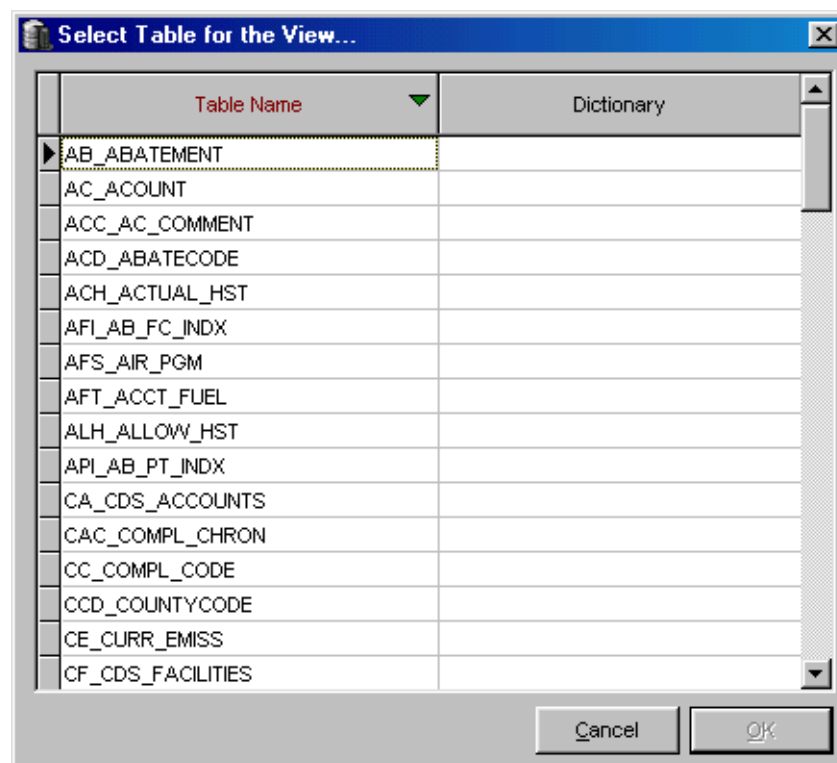 Select Table for the View...
Table Name Dictionary
AB_ABATEMENT
AC_ACOUNT
ACC_AC_COMMENT
ACD_ABATECODE
ACH_ACTUAL_HST
AFI_AB_FC_INDX
AFS_AIR_PGM
AFT_ACCT_FUEL
ALH_ALLOW_HST
API_AB_PT_INDX
CA_CDS_ACCOUNTS
CAC_COMPL_CHRON
CC_COMPL_CODE
CCD_COUNTYCODE
CE_CURR_EMISS
CF_CDS_FACILITIES
Cancel OK